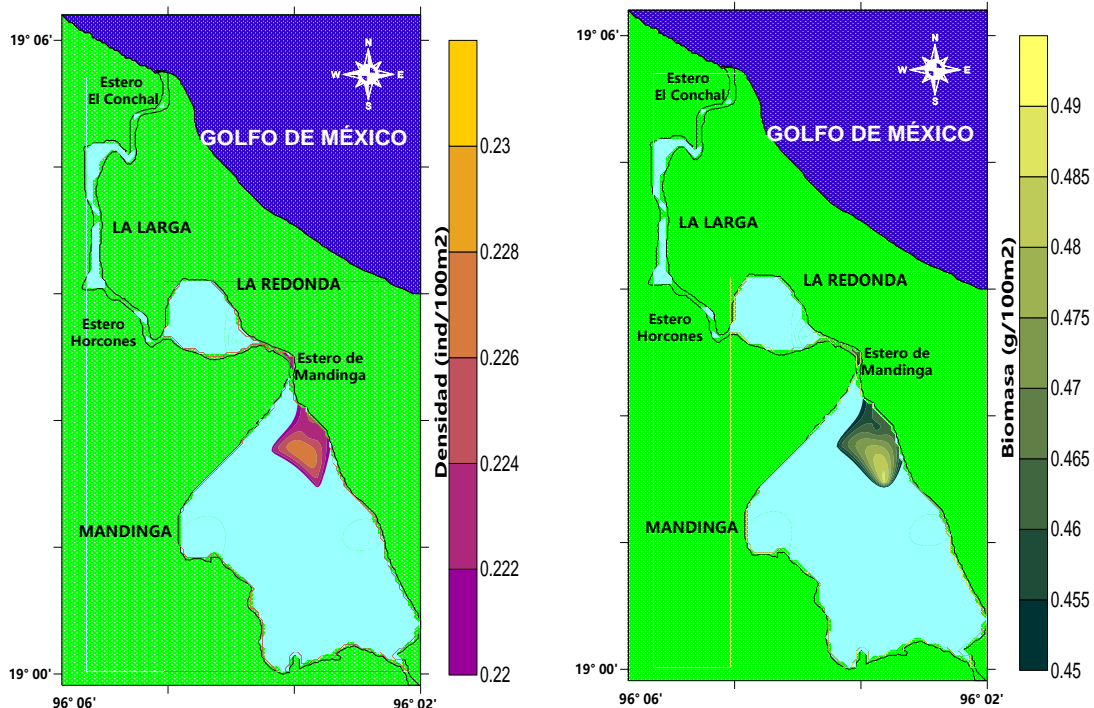 19° 06'
N
W E
S
Estero
El Conchal
GOLFO DE MÉXICO
LA LARGA
LA REDONDA
Estero
Horcones
Estero de
Mandinga
MANDINGA
19° 00'
96° 06'
96° 02'
Densidad (ind/100m2)
0.23
0.228
0.226
0.224
0.222
0.22
19° 06'
N
W E
S
Estero
El Conchal
GOLFO DE MÉXICO
LA LARGA
LA REDONDA
Estero
Horcones
Estero de
Mandinga
MANDINGA
19° 00'
96° 06'
96° 02'
Biomasa (g/100m2)
0.49
0.485
0.48
0.475
0.47
0.465
0.46
0.455
0.45